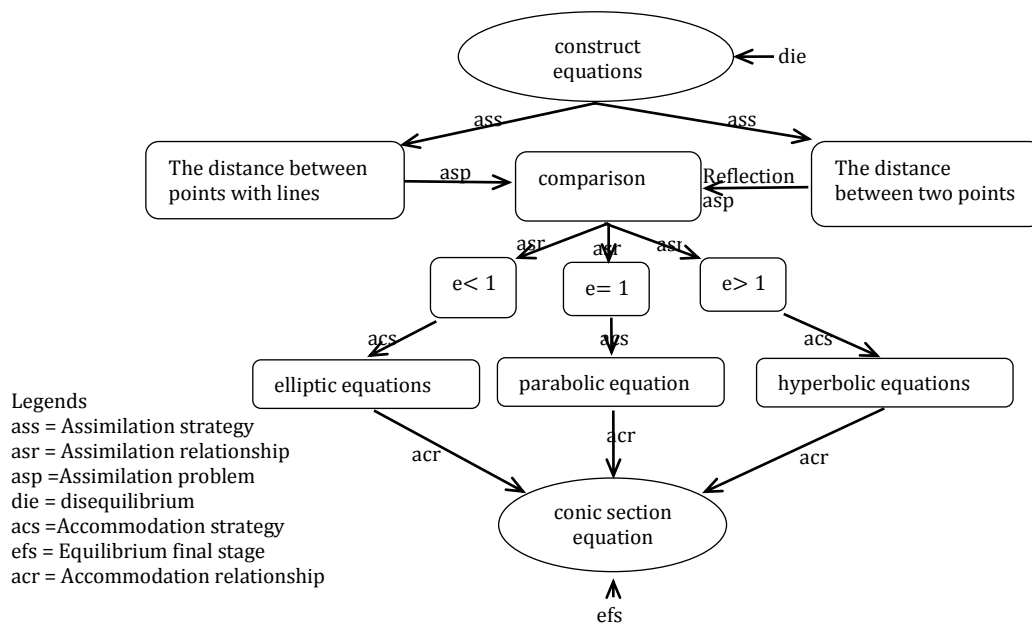 construct
equations
die
ass
ass
The distance between
points with lines
asp
comparison
Reflection
asp
The distance
between two points
asr
asr
asr
e< 1
e= 1
e> 1
acs
acs
acs
elliptic equations
parabolic equation
hyperbolic equations
Legends
ass = Assimilation strategy
asr = Assimilation relationship
asp =Assimilation problem
die = disequilibrium
acs =Accommodation strategy
efs = Equilibrium final stage
acr = Accommodation relationship
acr
acr
acr
conic section
equation
efs